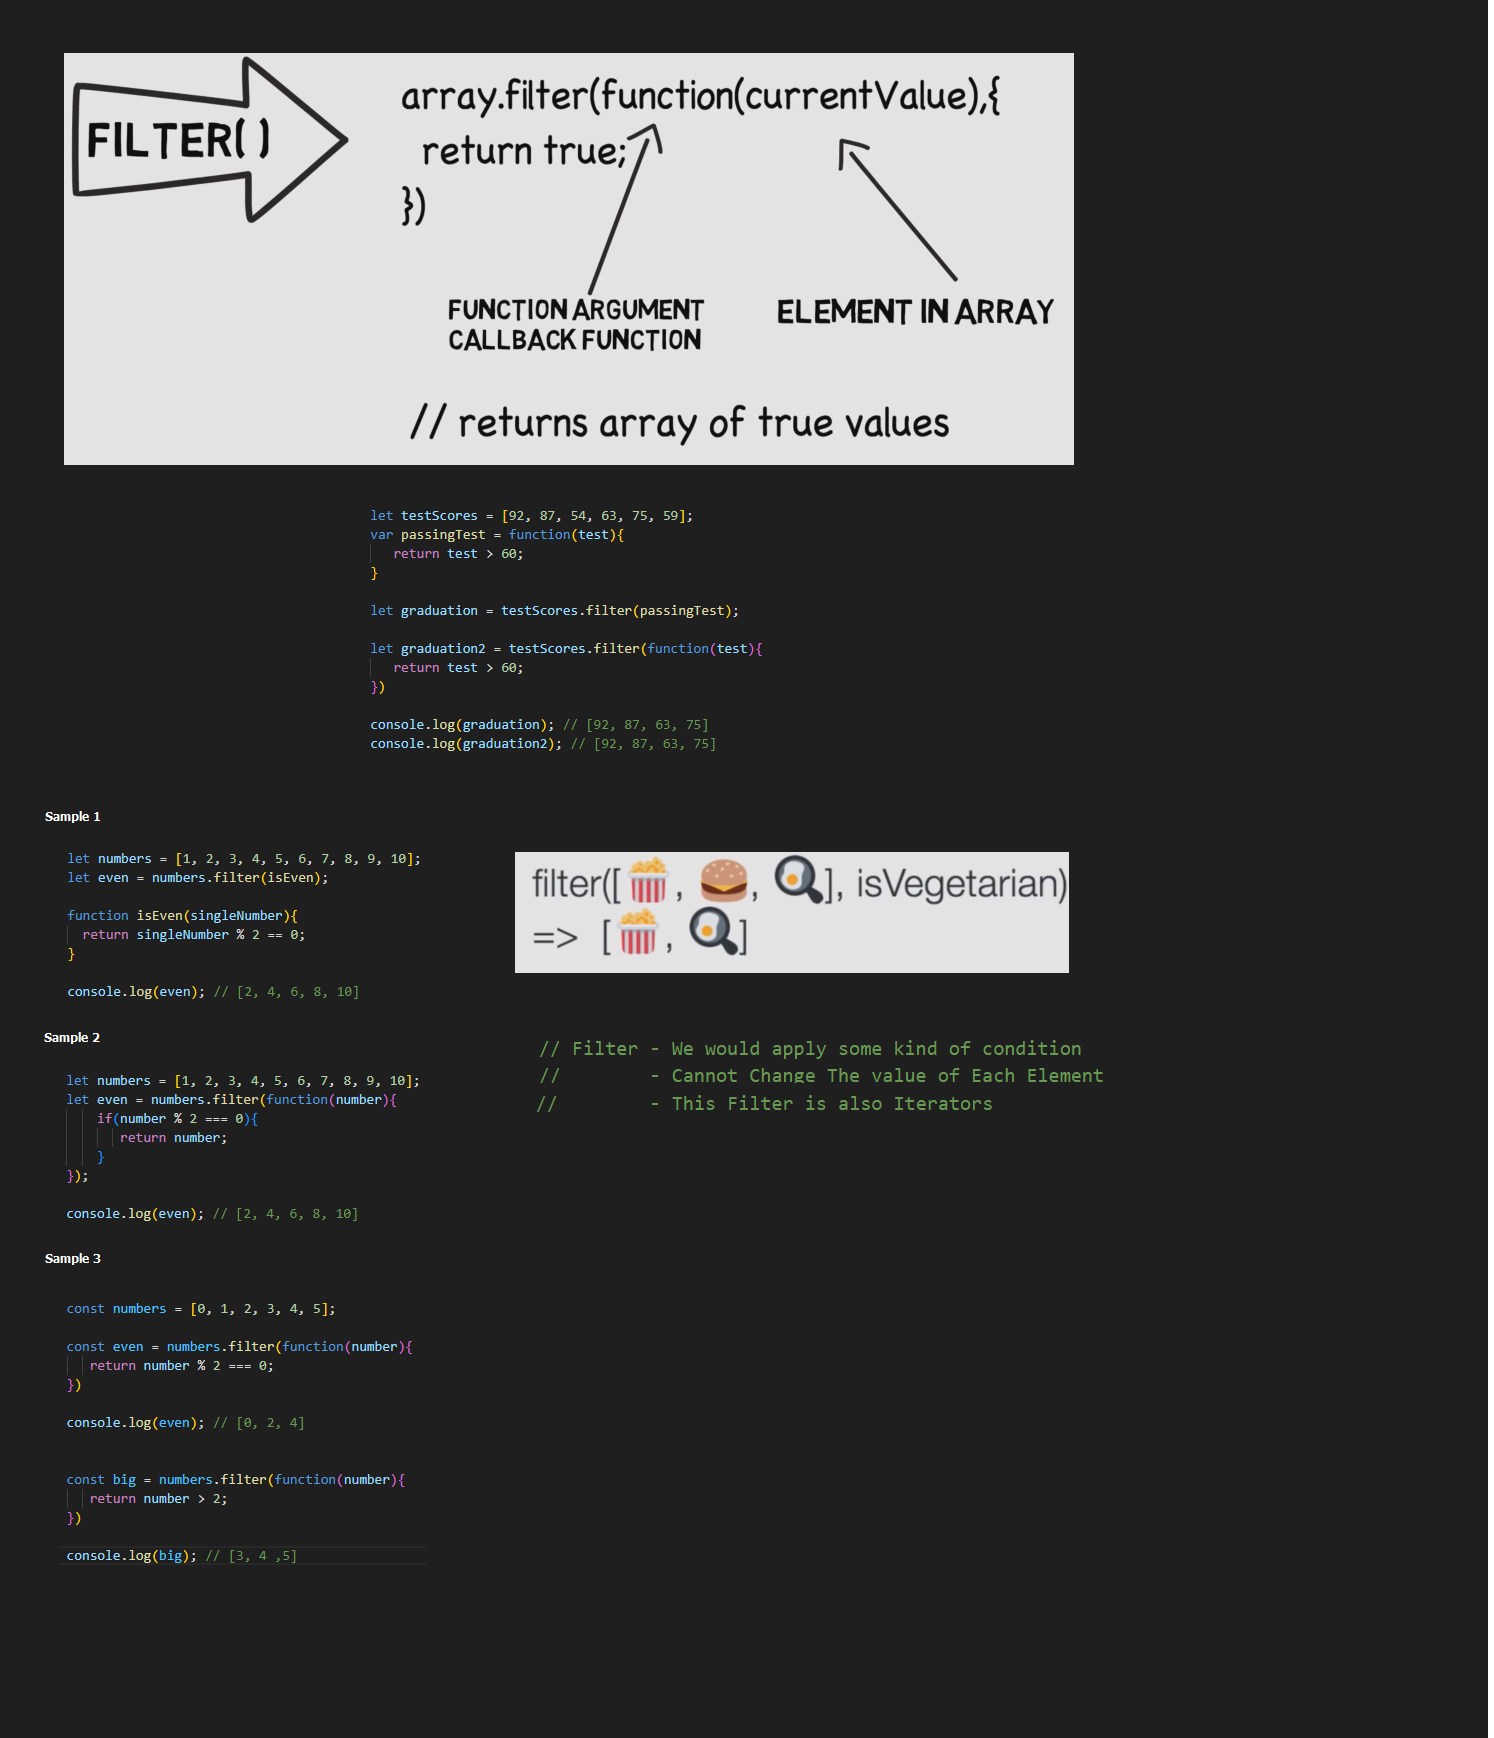 FILTER()
array.filter(function(currentValue),{
return true;
})
FUNCTION ARGUMENT
CALLBACK FUNCTION
ELEMENT IN ARRAY
// returns array of true values
let testScores = [92, 87, 54, 63, 75, 59];
var passingTest = function(test){
return test > 60;
}
let graduation = testScores.filter(passingTest);
let graduation2 = testScores.filter(function(test){
return test > 60;
})
console.log(graduation); // [92, 87, 63, 75]
console.log(graduation2); // [92, 87, 63, 75]
Sample 1
let numbers = [1, 2, 3, 4, 5, 6, 7, 8, 9, 10];
let even = numbers.filter(isEven);
function isEven(singleNumber){
return singleNumber % 2 == 0;
}
console.log(even); // [2, 4, 6, 8, 10]
filter([🍿, 🍔, 🍳], isVegetarian)
=> [🍿, 🍳]
Sample 2
let numbers = [1, 2, 3, 4, 5, 6, 7, 8, 9, 10];
let even = numbers.filter(function(number){
if(number % 2 === 0){
return number;
}
});
console.log(even); // [2, 4, 6, 8, 10]
// Filter - We would apply some kind of condition
// - Cannot Change The value of Each Element
// - This Filter is also Iterators
Sample 3
const numbers = [0, 1, 2, 3, 4, 5];
const even = numbers.filter(function(number){
return number % 2 === 0;
})
console.log(even); // [0, 2, 4]
const big = numbers.filter(function(number){
return number > 2;
})
console.log(big); // [3, 4 ,5]